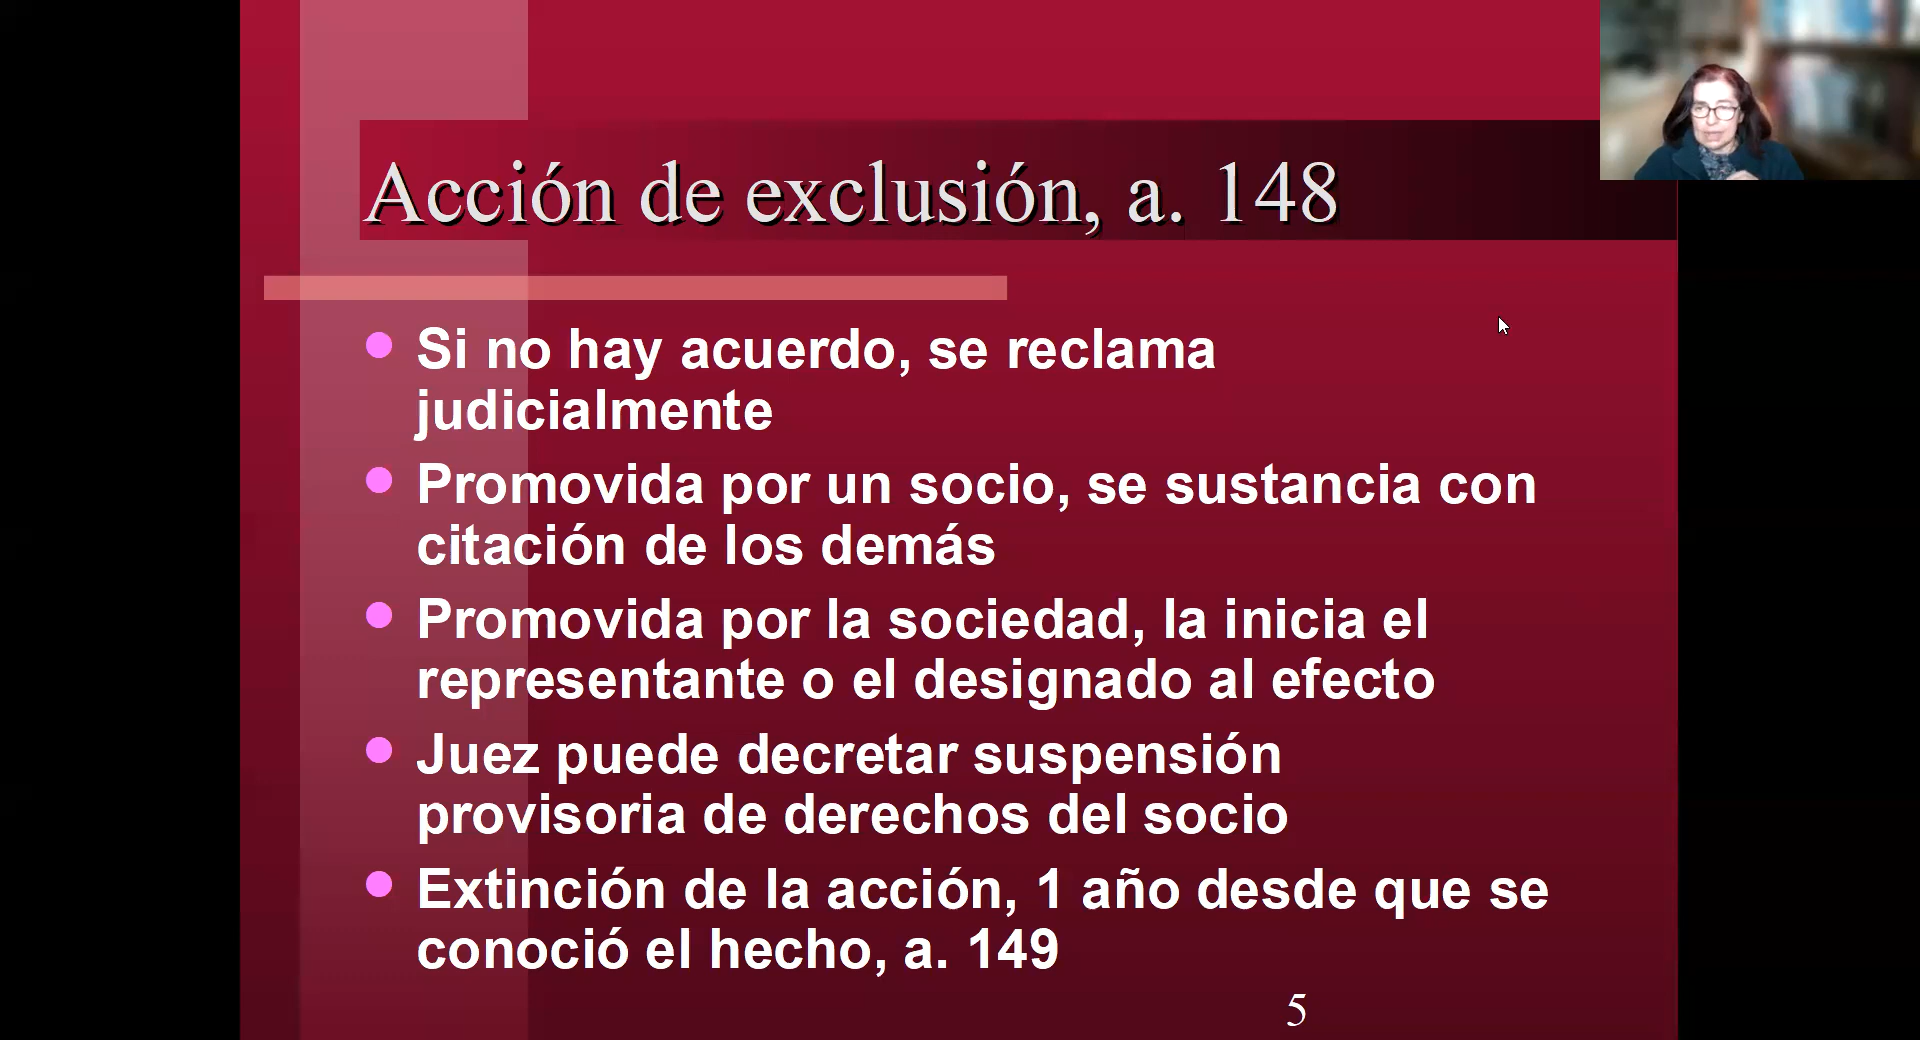 Acción de exclusión, a. 148
Si no hay acuerdo, se reclama
judicialmente
Promovida por un socio, se sustancia con
citación de los demás
Promovida por la sociedad, la inicia el
representante o el designado al efecto
Juez puede decretar suspensión
provisoria de derechos del socio
Extinción de la acción, 1 año desde que se
conoció el hecho, a. 149
5